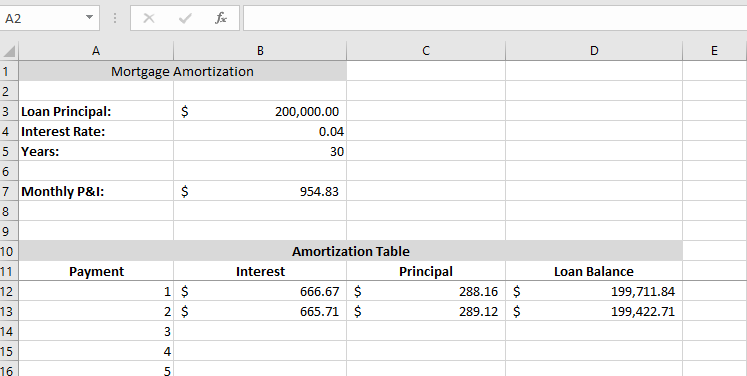 A2 fx
A B C D E
1 Mortgage Amortization
2
3 Loan Principal: $ 200,000.00
4 Interest Rate: 0.04
5 Years: 30
6
7 Monthly P&I: $ 954.83
8
9
10 Amortization Table
11 Payment Interest Principal Loan Balance
12 1 $ 666.67 $ 288.16 $ 199,711.84
13 2 $ 665.71 $ 289.12 $ 199,422.71
14 3
15 4
16 5